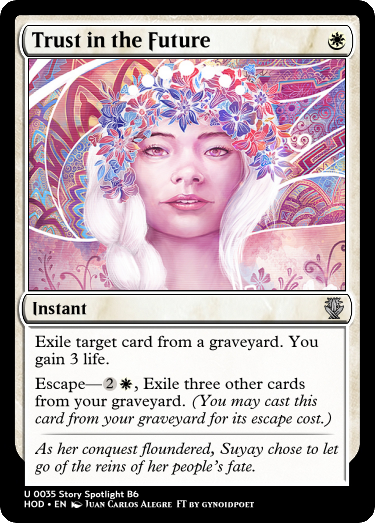 Trust in the Future
Instant
Exile target card from a graveyard. You
gain 3 life.
Escape—2, Exile three other cards
from your graveyard. (You may cast this
card from your graveyard for its escape cost.)
As her conquest floundered, Suyay chose to let
go of the reins of her people's fate.
U 0035 Story Spotlight B6
HOD • EN Juan Carlos Alegre FT by gynoidpoet